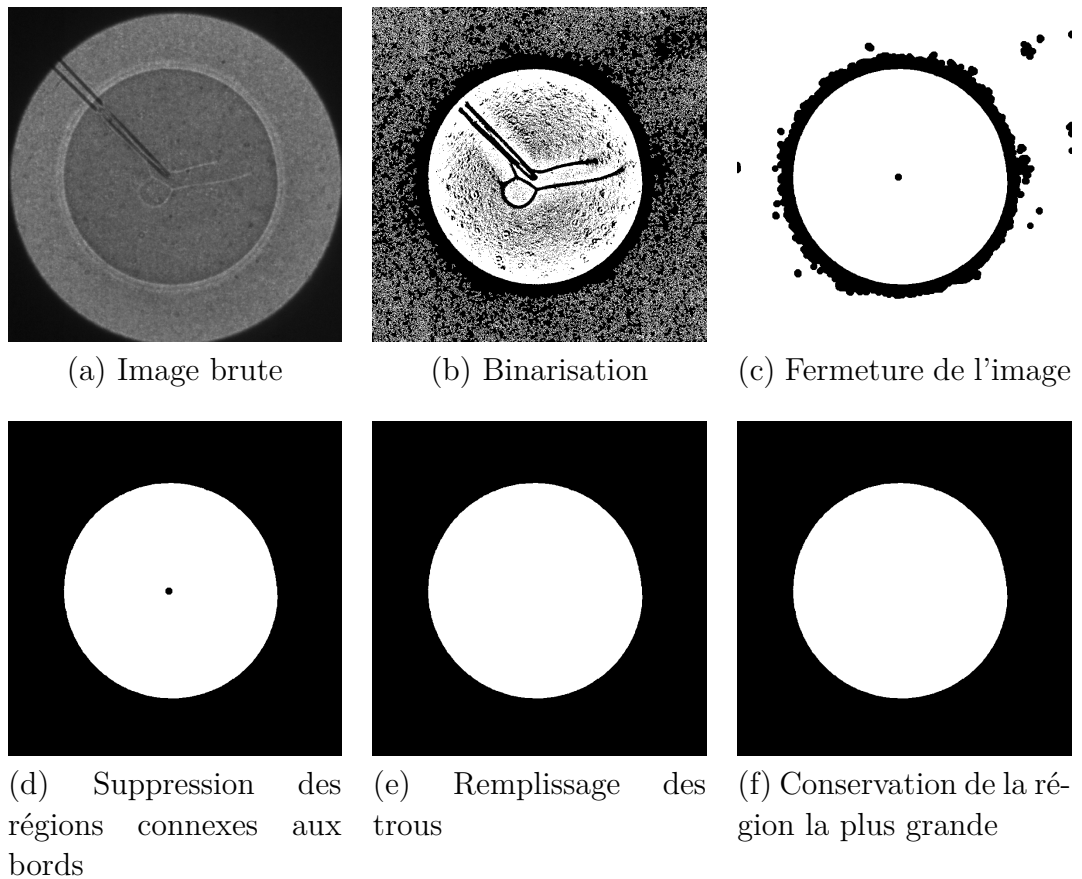 (a) Image brute
(b) Binarisation
(c) Fermeture de l'image
(d) Suppression des
régions connexes aux
bords
(e) Remplissage des
trous
(f) Conservation de la ré-
gion la plus grande